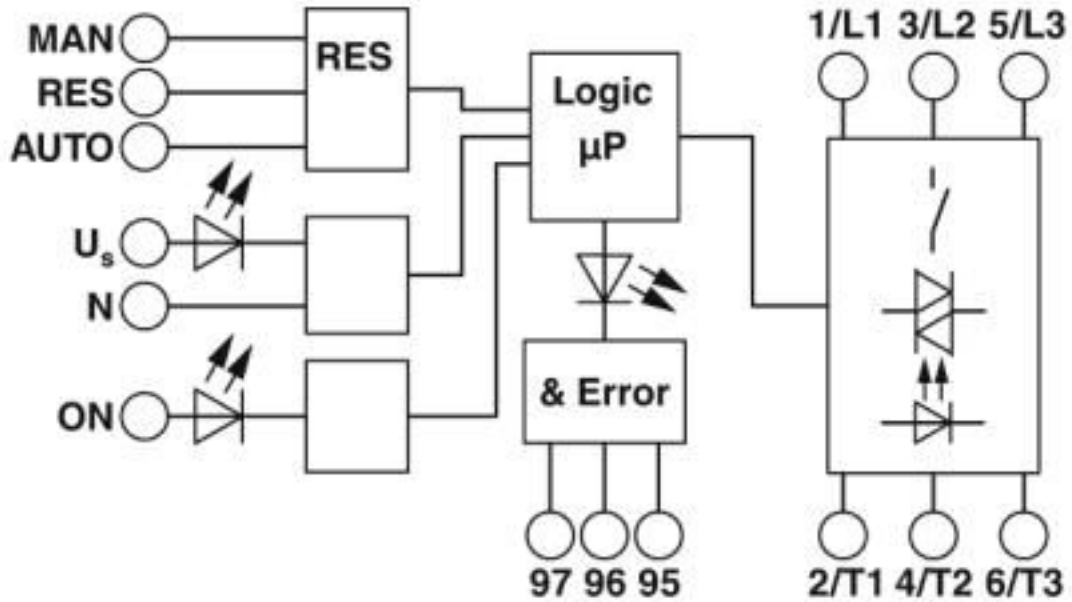 MAN
RES
AUTO
RES
Us
N
ON
Logic
µP
& Error
97 96 95
1/L1 3/L2 5/L3
2/T1 4/T2 6/T3